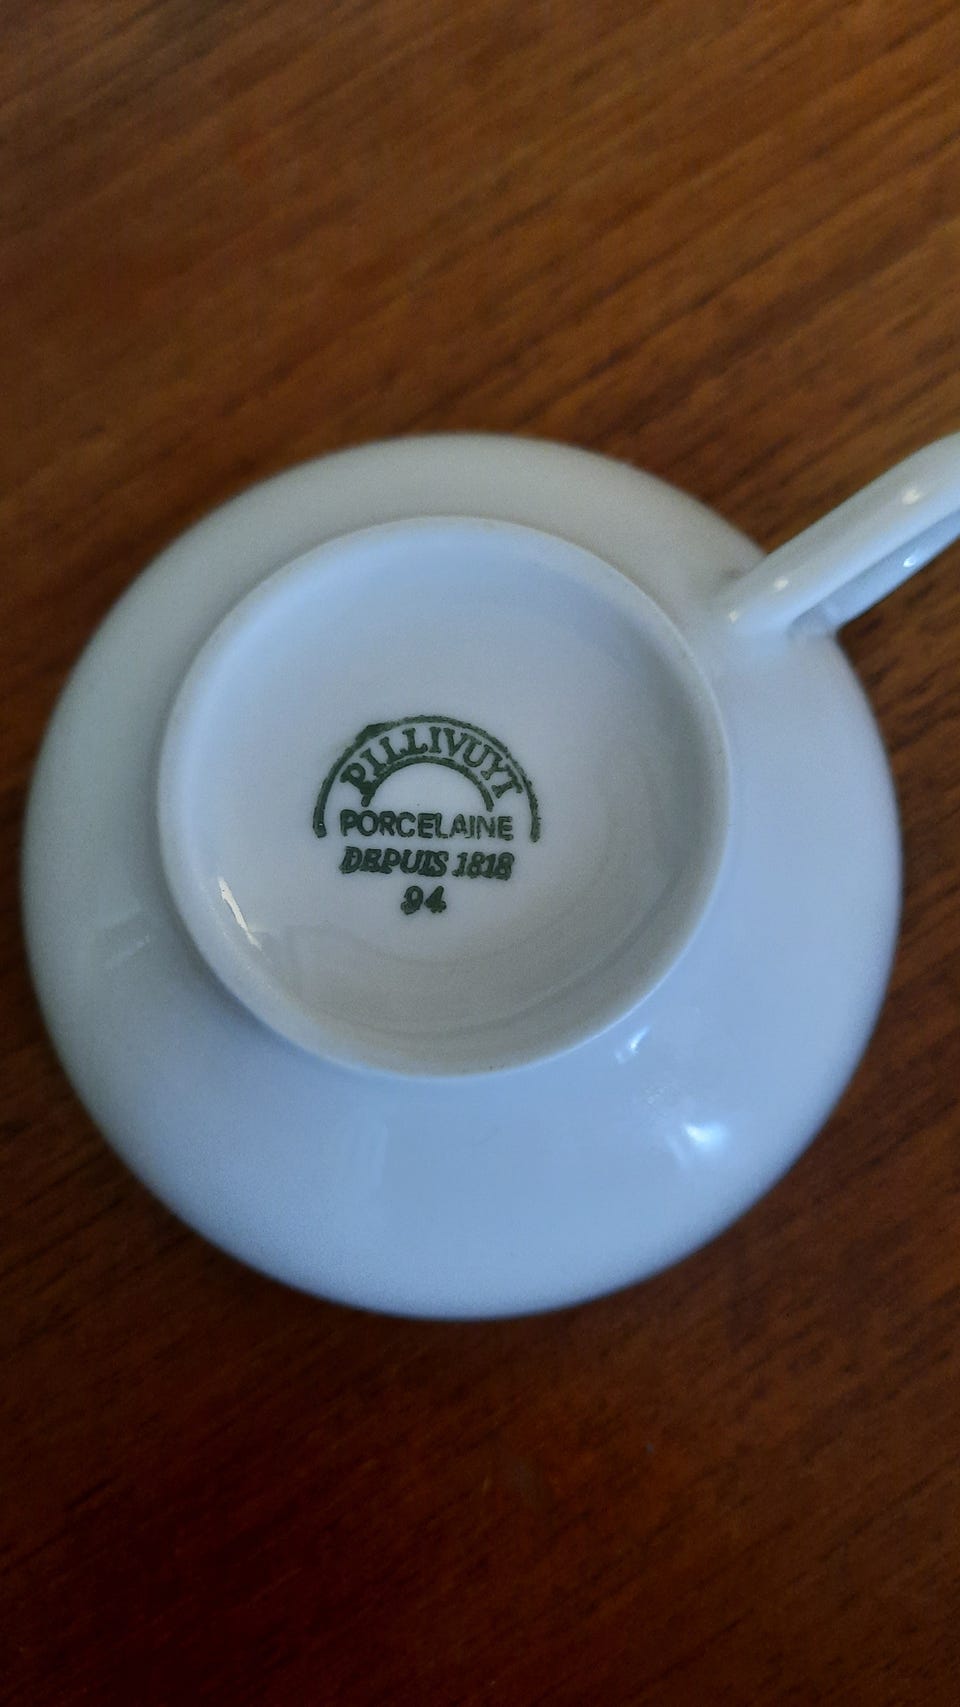 PILLIVUYT
PORCELAINE
DEPUIS 1818
94